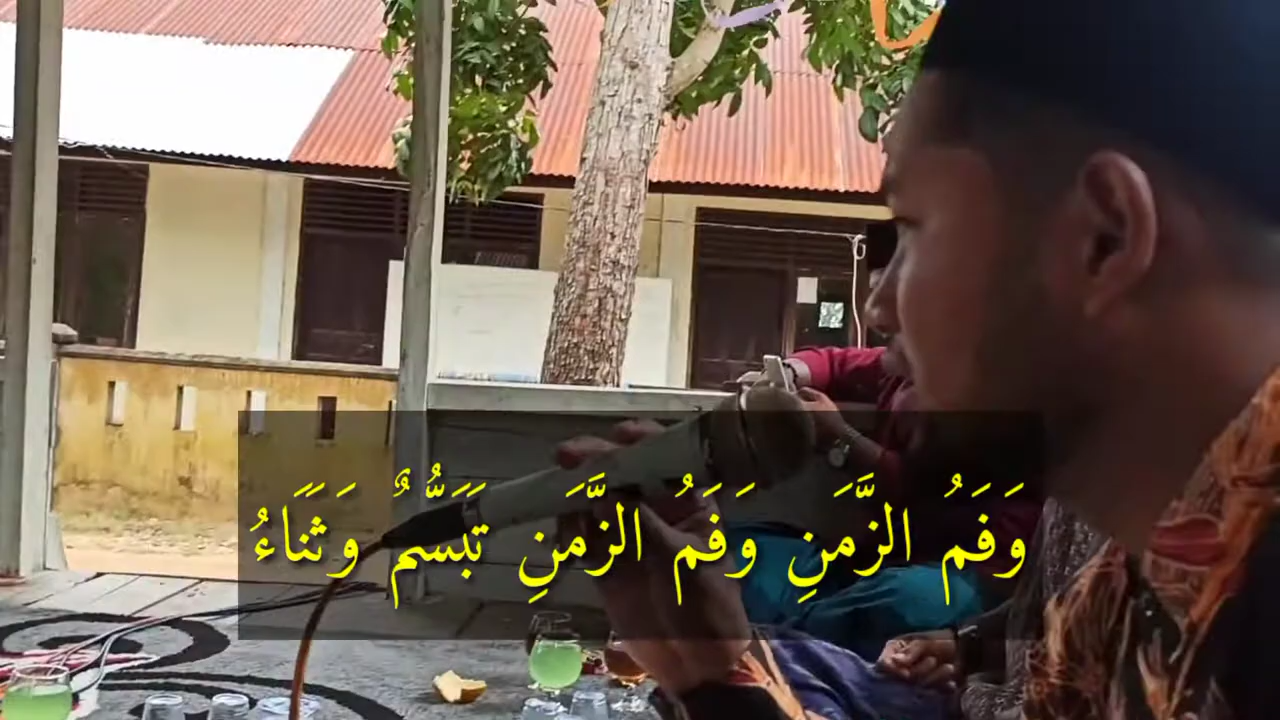 وَفَمُ الزَّمَنِ وَفَمُ الزَّمَنِ تَبَسُّمٌ وَثَنَاءُ